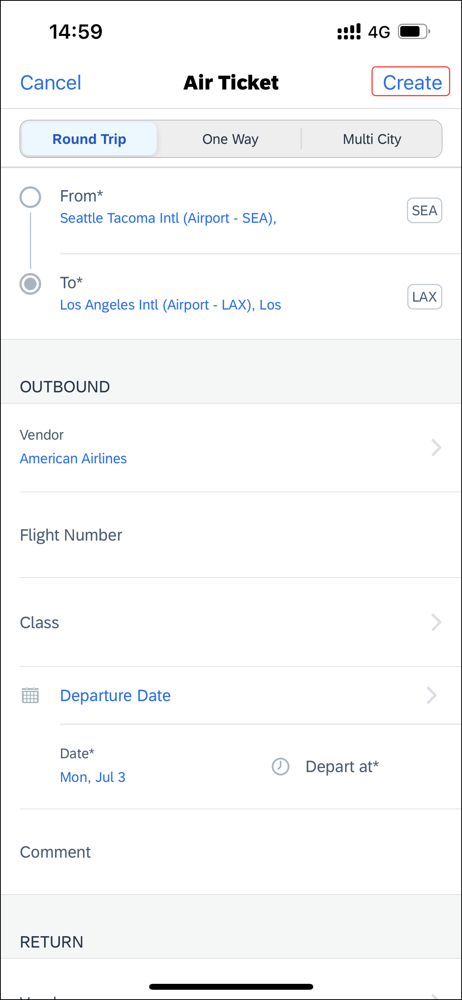 14:59
4G
Cancel
Air Ticket
Create
Round Trip
One Way
Multi City
From*
Seattle Tacoma Intl (Airport - SEA),
SEA
To*
Los Angeles Intl (Airport - LAX), Los
LAX
OUTBOUND
Vendor
American Airlines
Flight Number
Class
Departure Date
Date*
Mon, Jul 3
Depart at*
Comment
RETURN